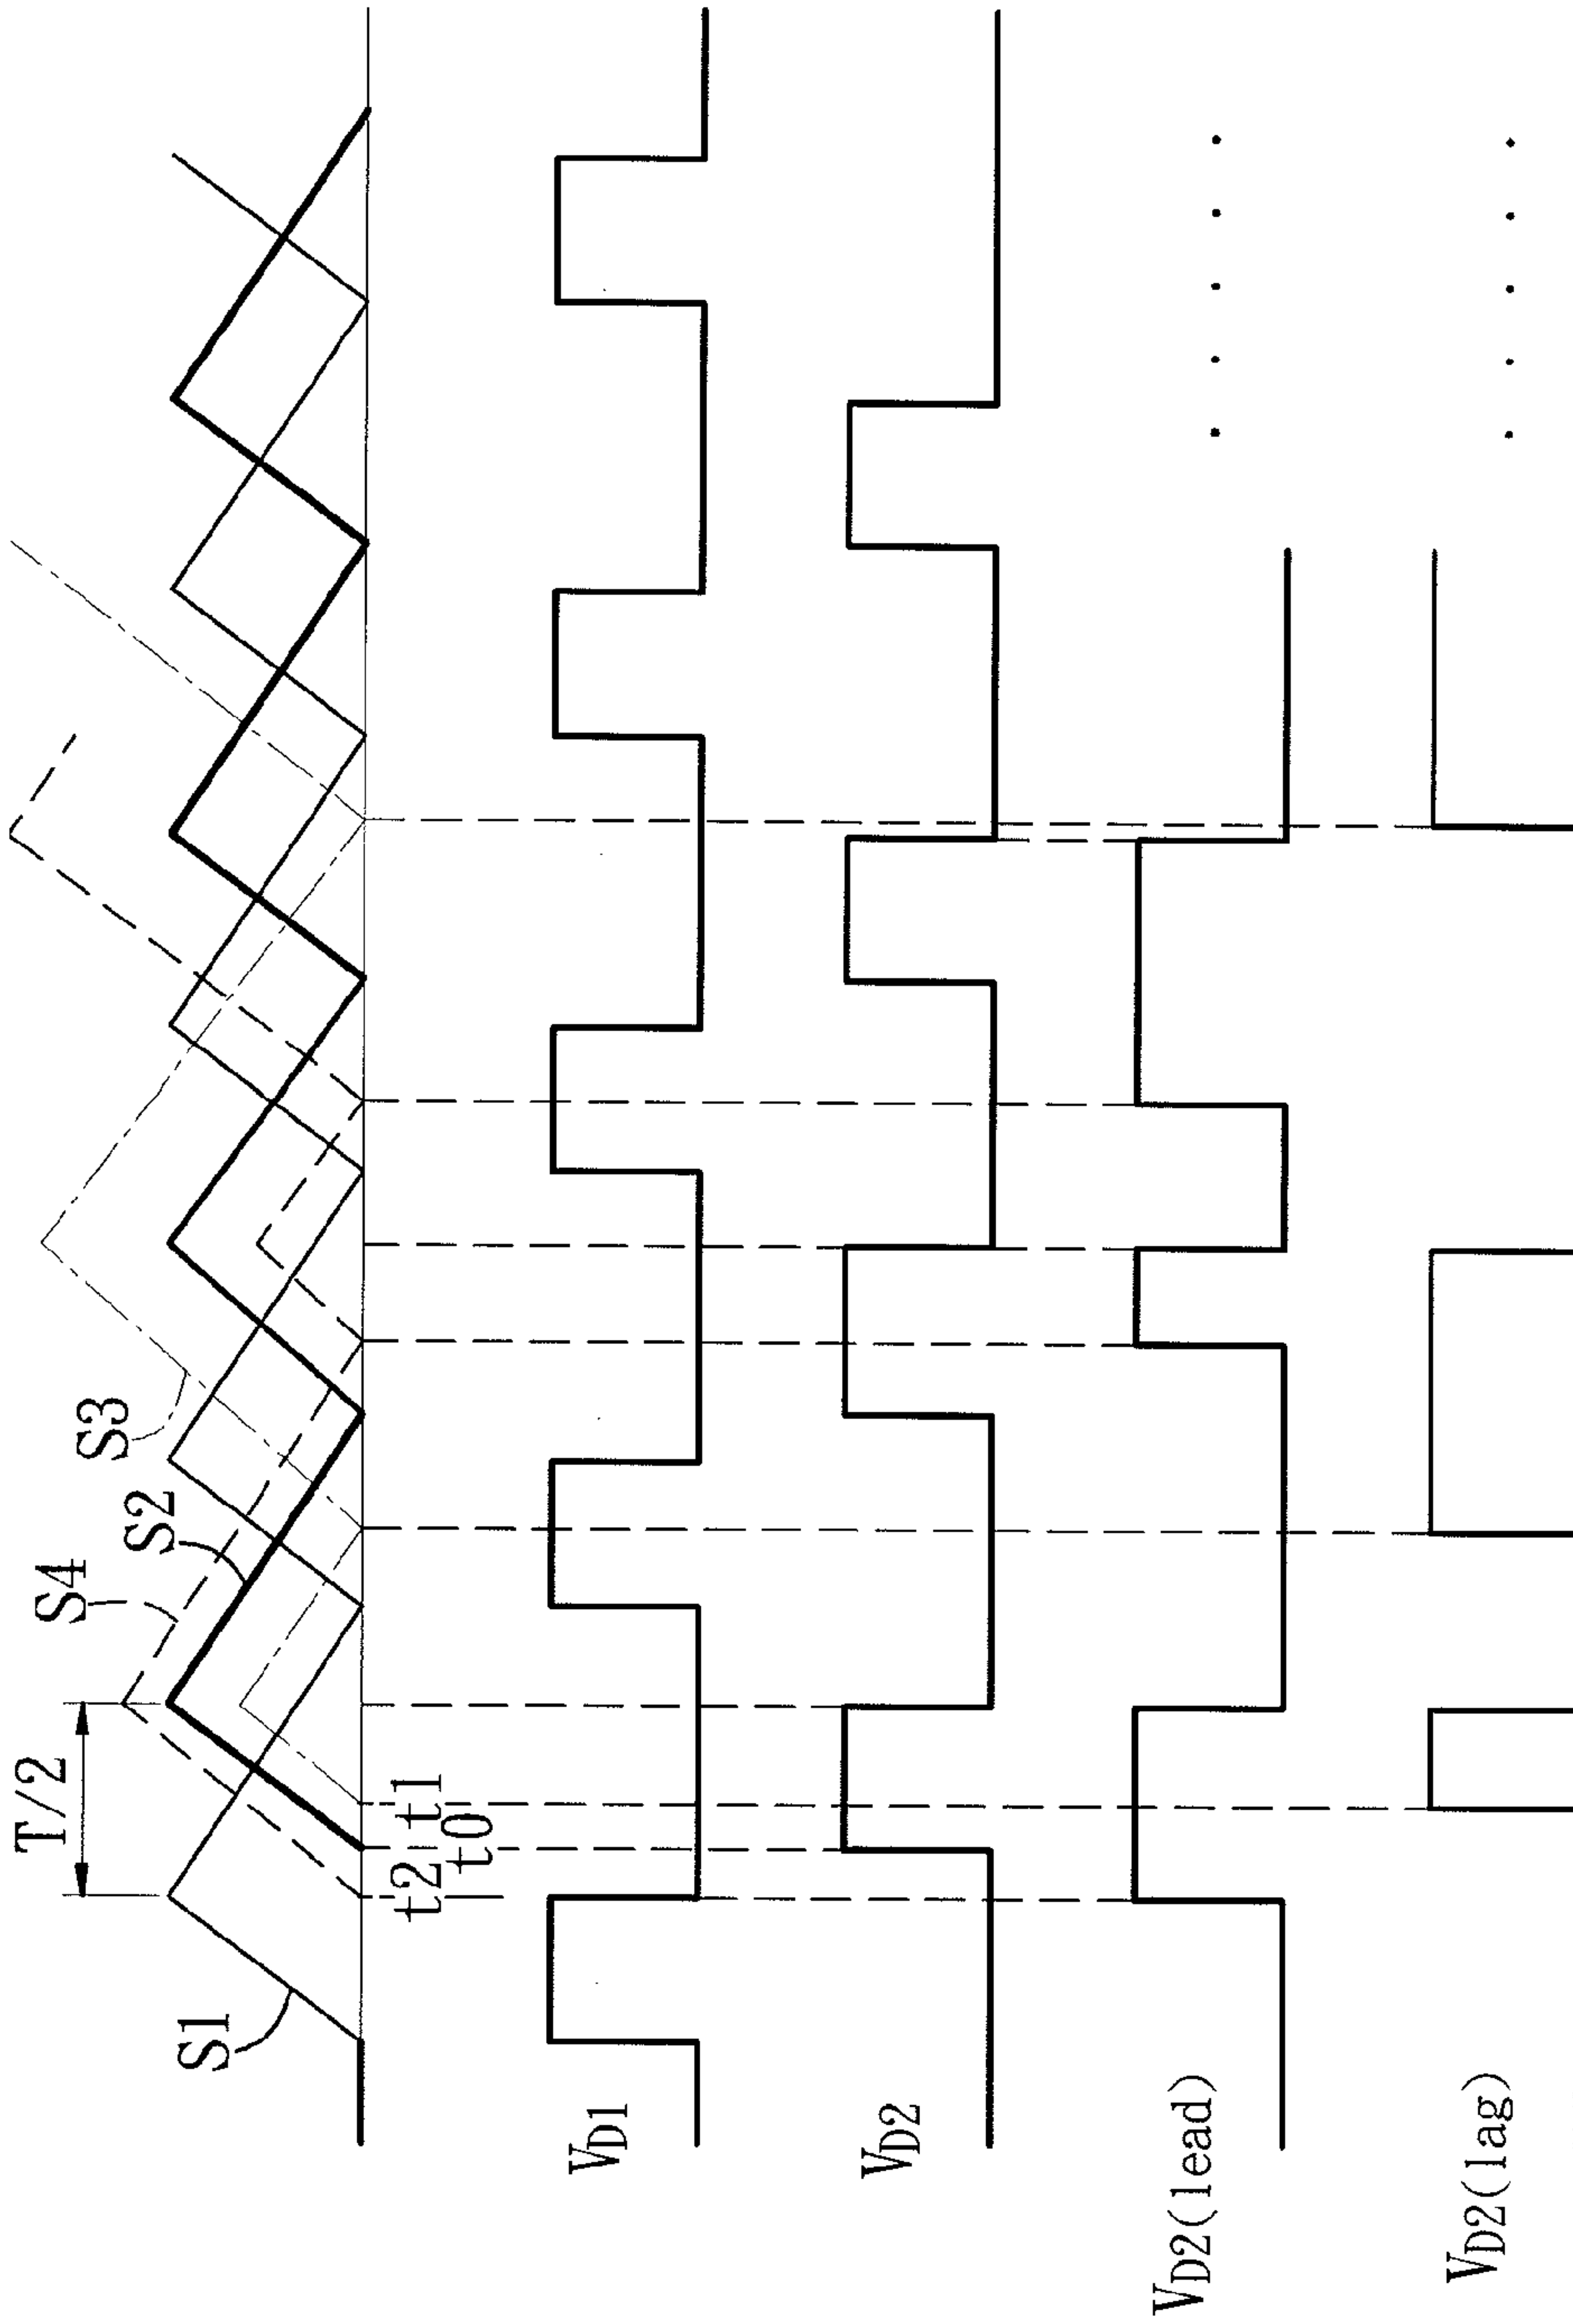 T/2
S4
S2
S3
S1
t2
t0
t1
VD1
VD2
VD2(lead)
VD2(lag)